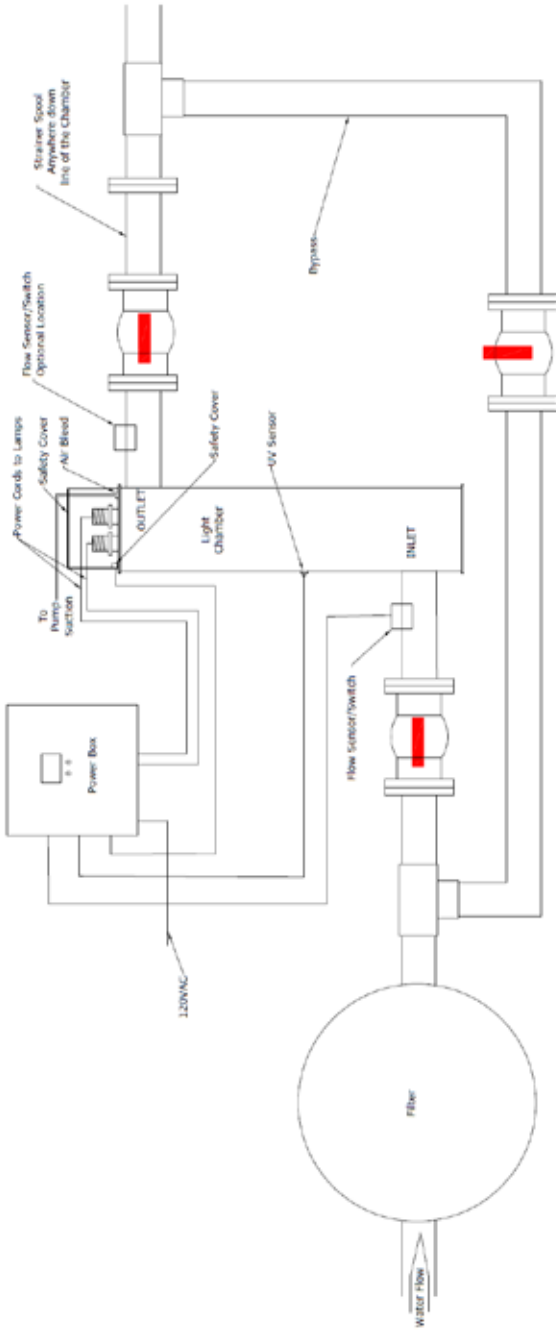 Strainer Spool
Anywhere down
line of the Chamber
Flow Sensor/Switch
Optional Location
Power Cords to Lamps
Safety Cover
Air Bleed
To
Pump
Suction
OUTLET
Safety Cover
Light
Chamber
UV Sensor
INLET
Bypass
Power Box
Flow Sensor/Switch
120VAC
Filter
Water Flow